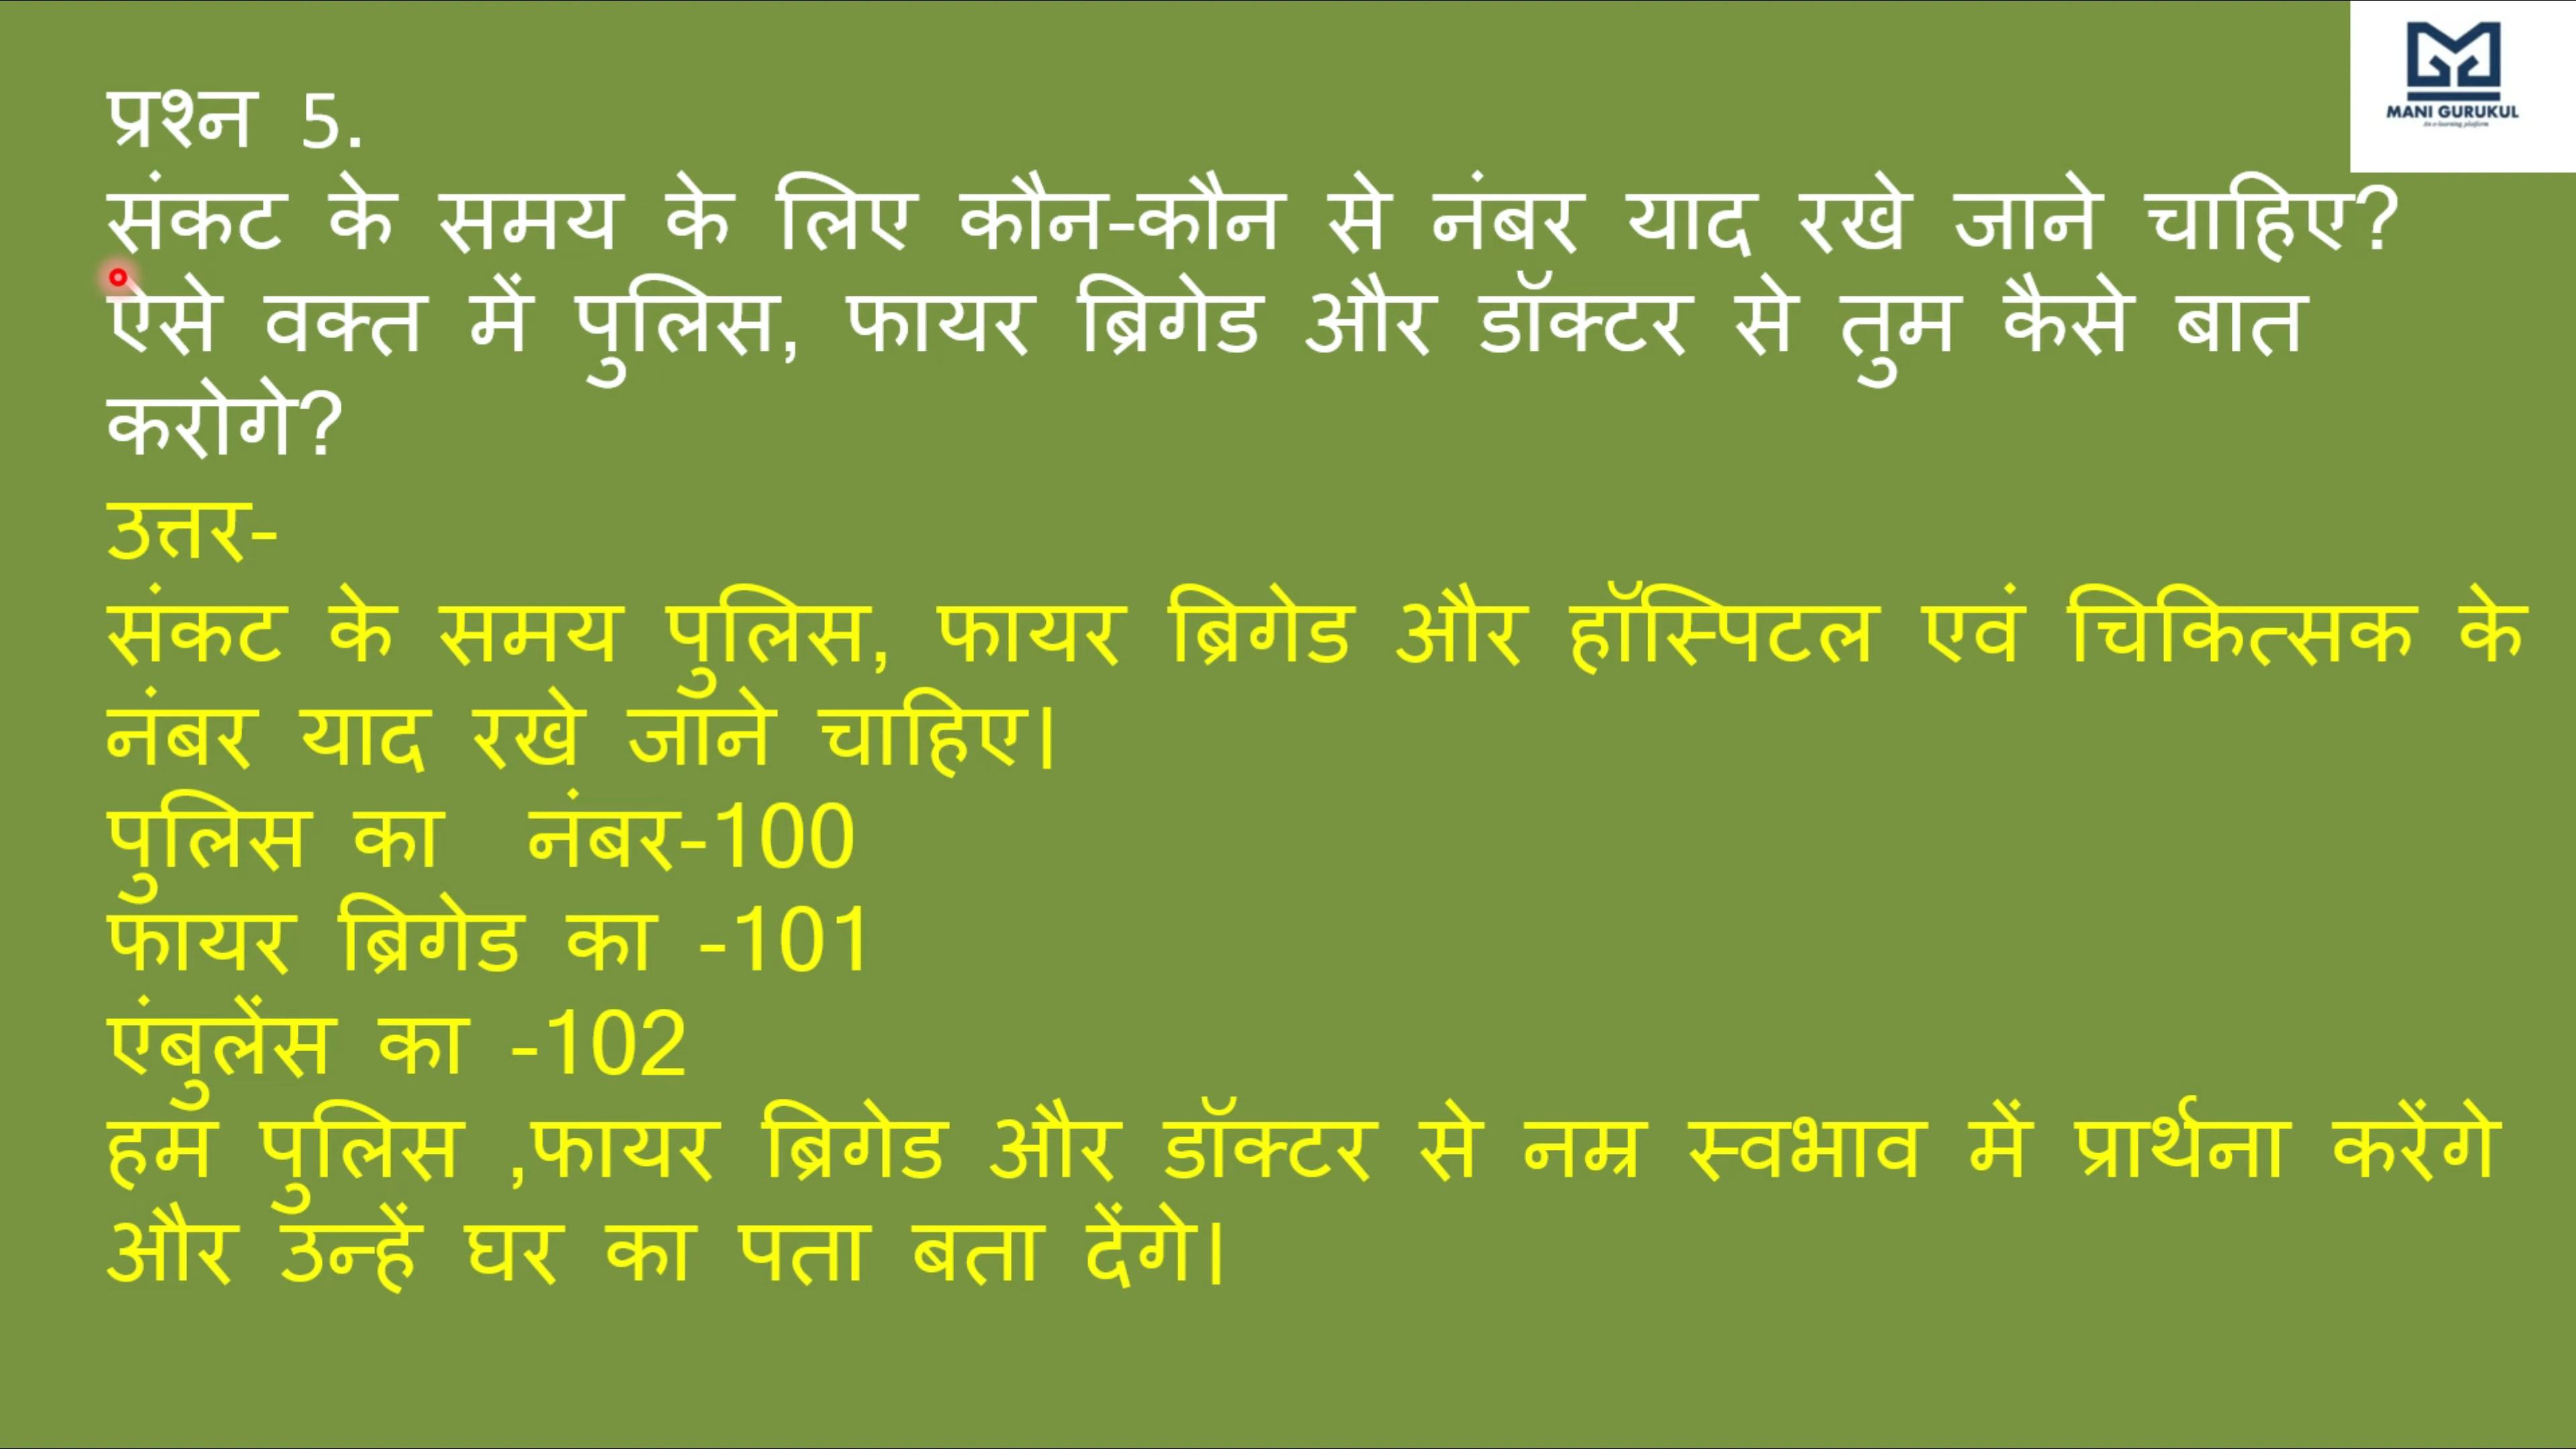 MANI GURUKUL
प्रश्न 5.
संकट के समय के लिए कौन-कौन से नंबर याद रखे जाने चाहिए?
ऐसे वक्त में पुलिस, फायर ब्रिगेड और डॉक्टर से तुम कैसे बात
करोगे?
उत्तर-
संकट के समय पुलिस, फायर ब्रिगेड और हॉस्पिटल एवं चिकित्सक के
नंबर याद रखे जाने चाहिए।
पुलिस का नंबर-100
फायर ब्रिगेड का -101
एंबुलेंस का -102
हम पुलिस ,फायर ब्रिगेड और डॉक्टर से नम्र स्वभाव में प्रार्थना करेंगे
और उन्हें घर का पता बता देंगे।